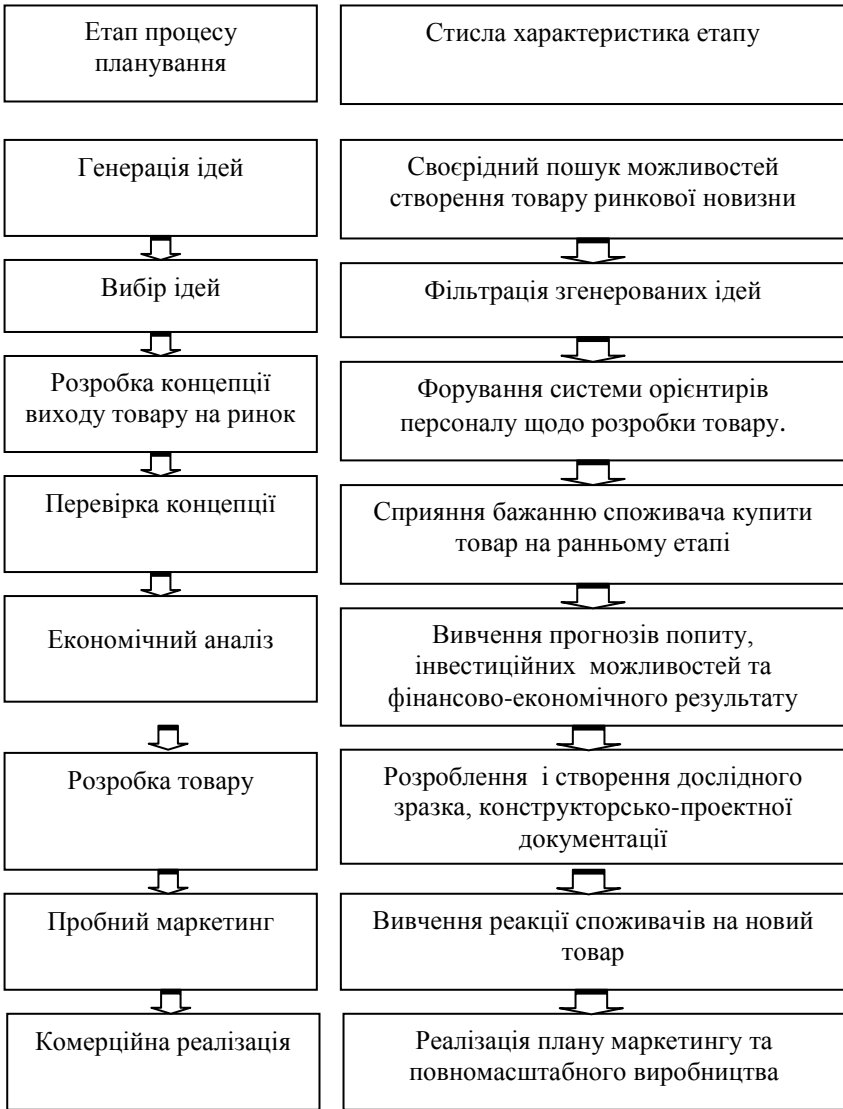 Етап процесу
планування
Стисла характеристика етапу
Генерація ідей
Своєрідний пошук можливостей
створення товару ринкової новизни
Вибір ідей
Фільтрація згенерованих ідей
Розробка концепції
виходу товару на ринок
Форування системи орієнтирів
персоналу щодо розробки товару.
Перевірка концепції
Сприяння бажанню споживача купити
товар на ранньому етапі
Економічний аналіз
Вивчення прогнозів попиту,
інвестиційних можливостей та
фінансово-економічного результату
Розробка товару
Розроблення і створення дослідного
зразка, конструкторсько-проектної
документації
Пробний маркетинг
Вивчення реакції споживачів на новий
товар
Комерційна реалізація
Реалізація плану маркетингу та
повномасштабного виробництва